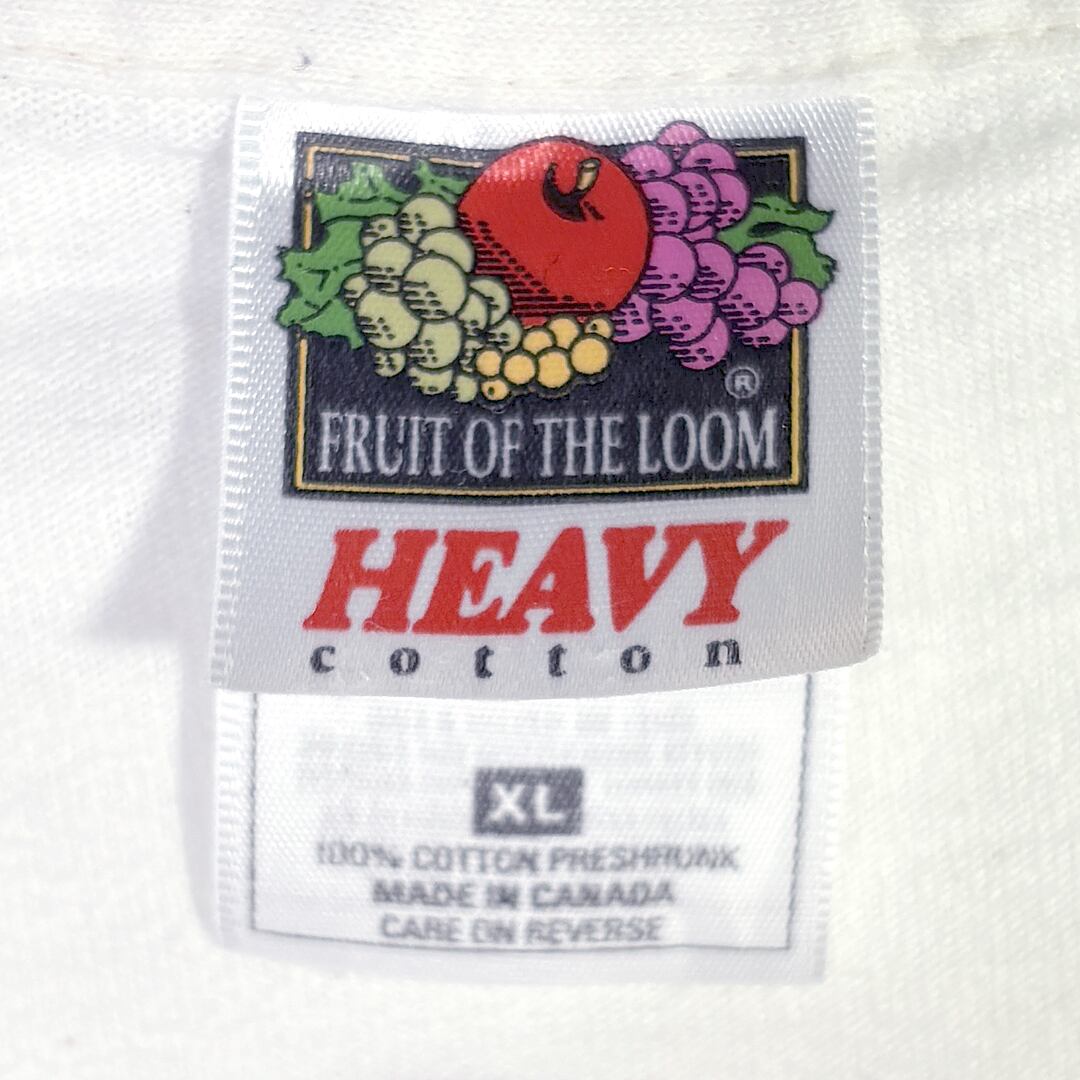 ®
FRUIT OF THE LOOM
HEAVY
cotton
XL
100% COTTON PRESHRUNK
MADE IN CANADA
CARE ON REVERSE